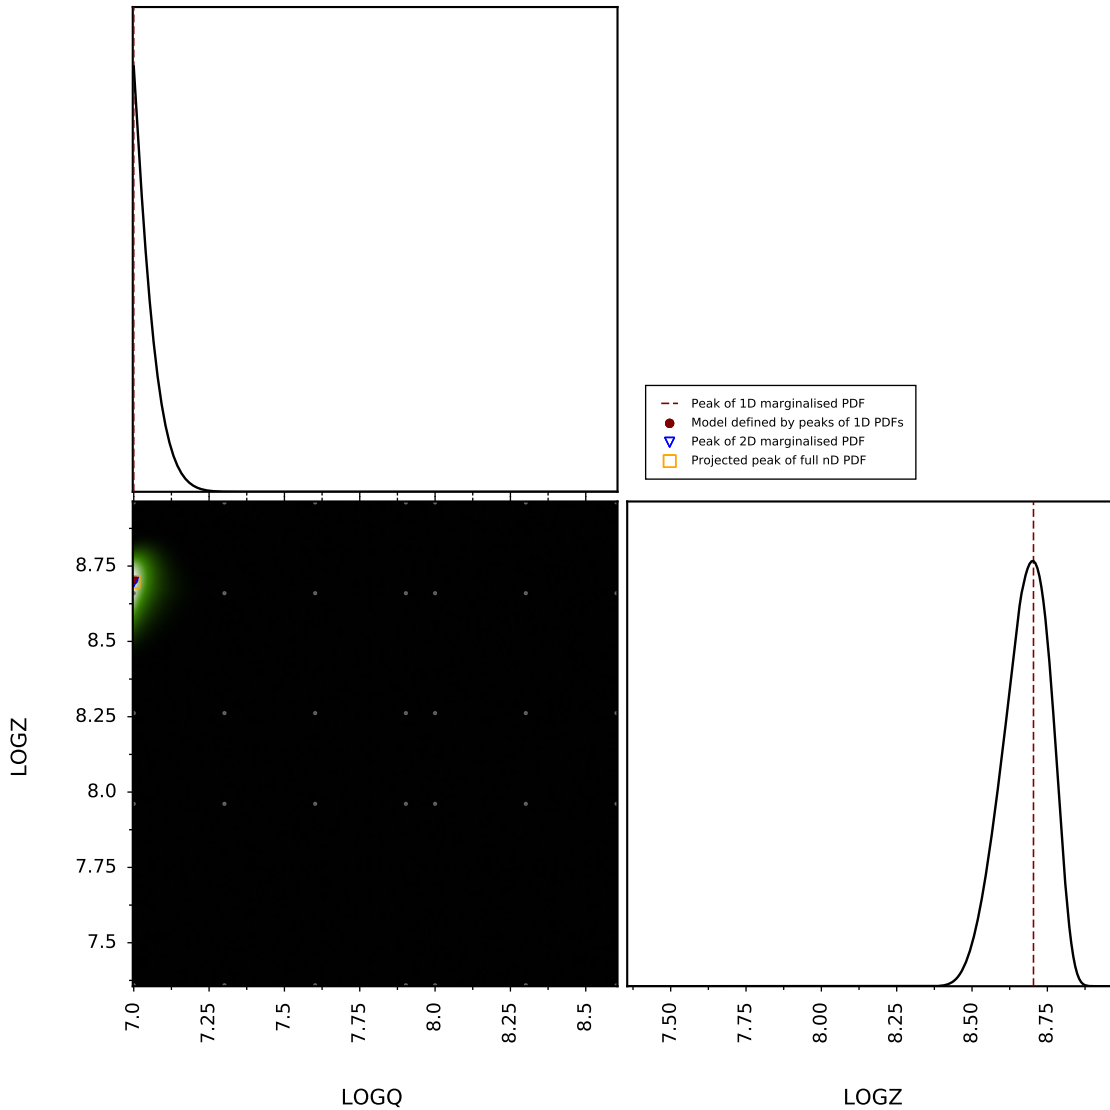 Peak of 1D marginalised PDF
Model defined by peaks of 1D PDFs
Peak of 2D marginalised PDF
Projected peak of full nD PDF
LOGZ
8.75
8.5
8.25
8.0
7.75
7.5
7.0 7.25 7.5 7.75 8.0 8.25 8.5
7.50 7.75 8.00 8.25 8.50 8.75
LOGQ LOGZ